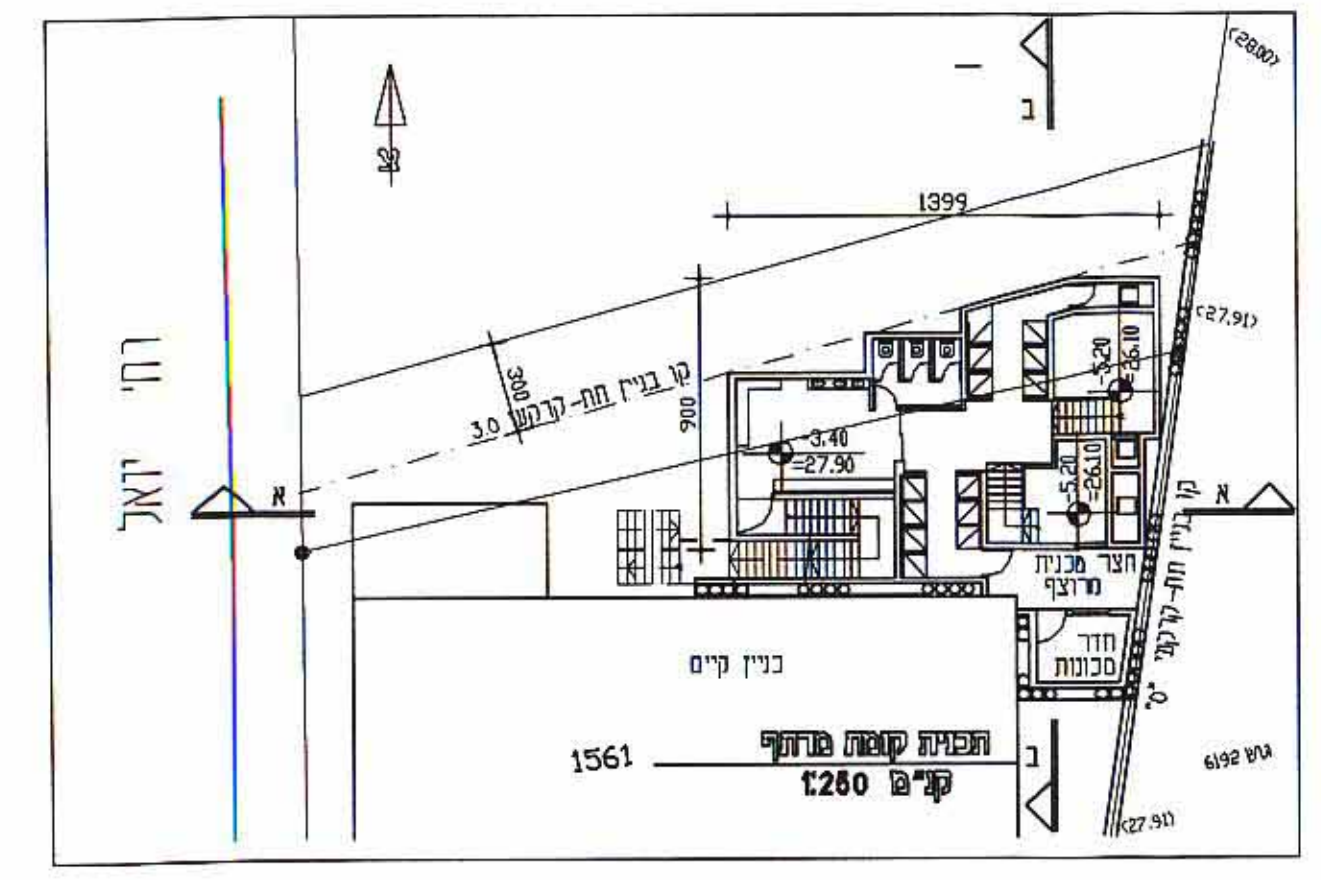 <28.00>
ב
1399
<27.91>
300
3.0 קו בניין תת-קרקעי
900
-3.40
=27.90
-5.20
=26.10
-5.20
=26.10
א
א
קו בניין תת-קרקעי "0"
חצר מכנית
מרוצף
חדר
מכונות
בניין קיים
תכנית קומת מרתף
קנ"מ 1:250
1561
ב
גוש 6192
<27.91>